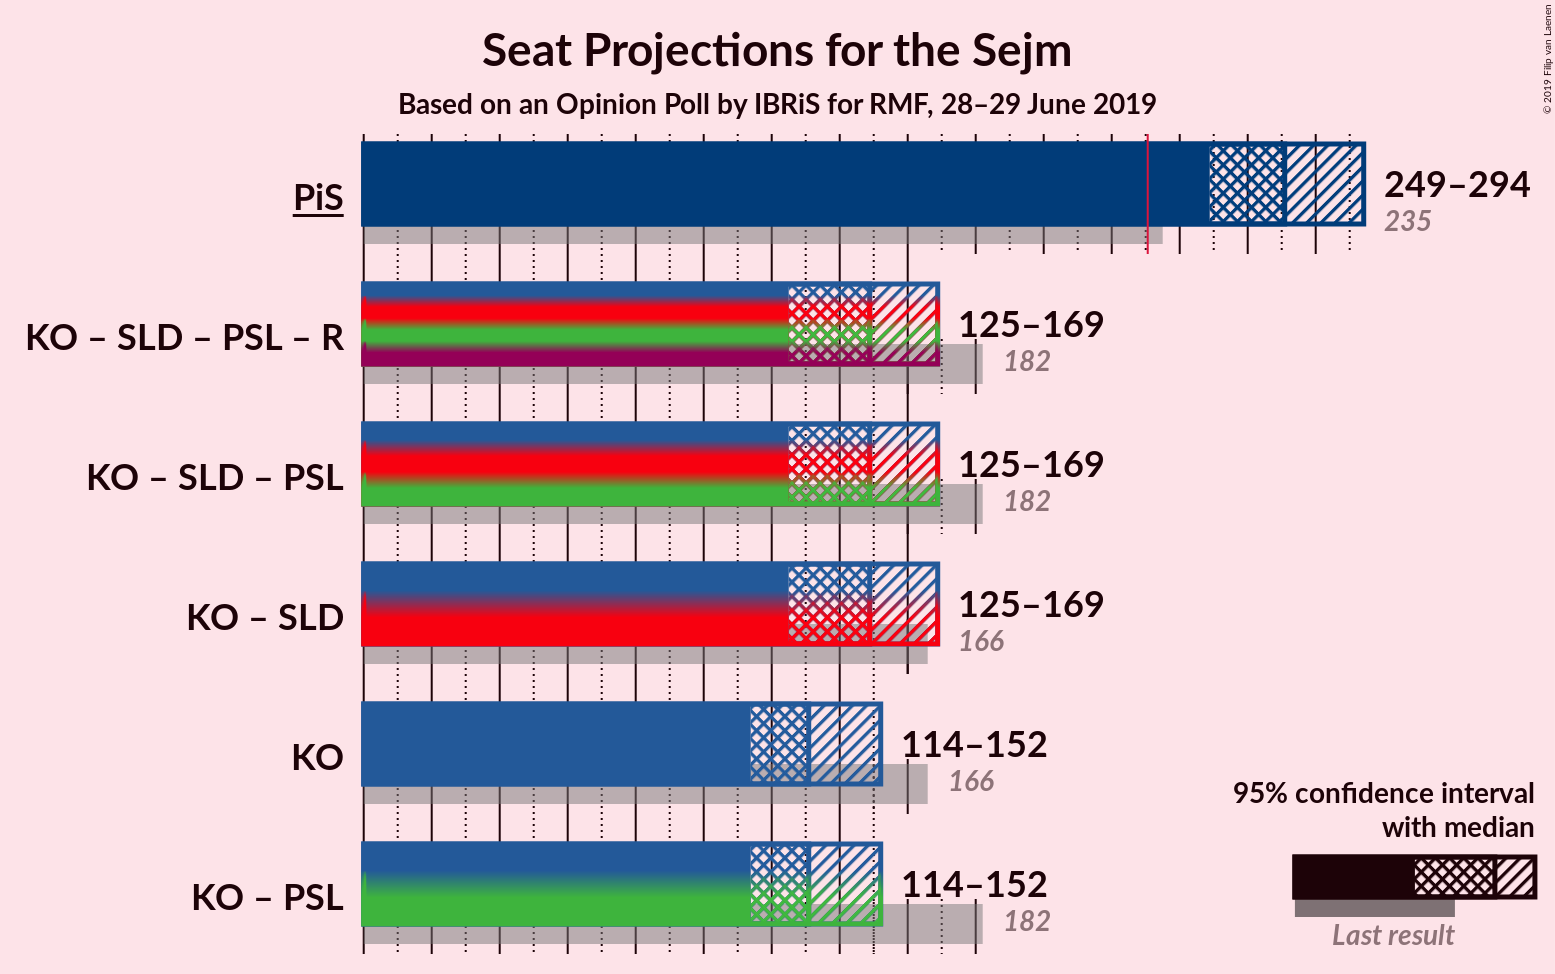 Seat Projections for the Sejm
Based on an Opinion Poll by IBRiS for RMF, 28–29 June 2019
© 2019 Filip van Laenen
PiS
249–294
235
KO – SLD – PSL – R
125–169
182
KO – SLD – PSL
125–169
182
KO – SLD
125–169
166
KO
114–152
166
KO – PSL
114–152
182
95% confidence interval
with median
Last result